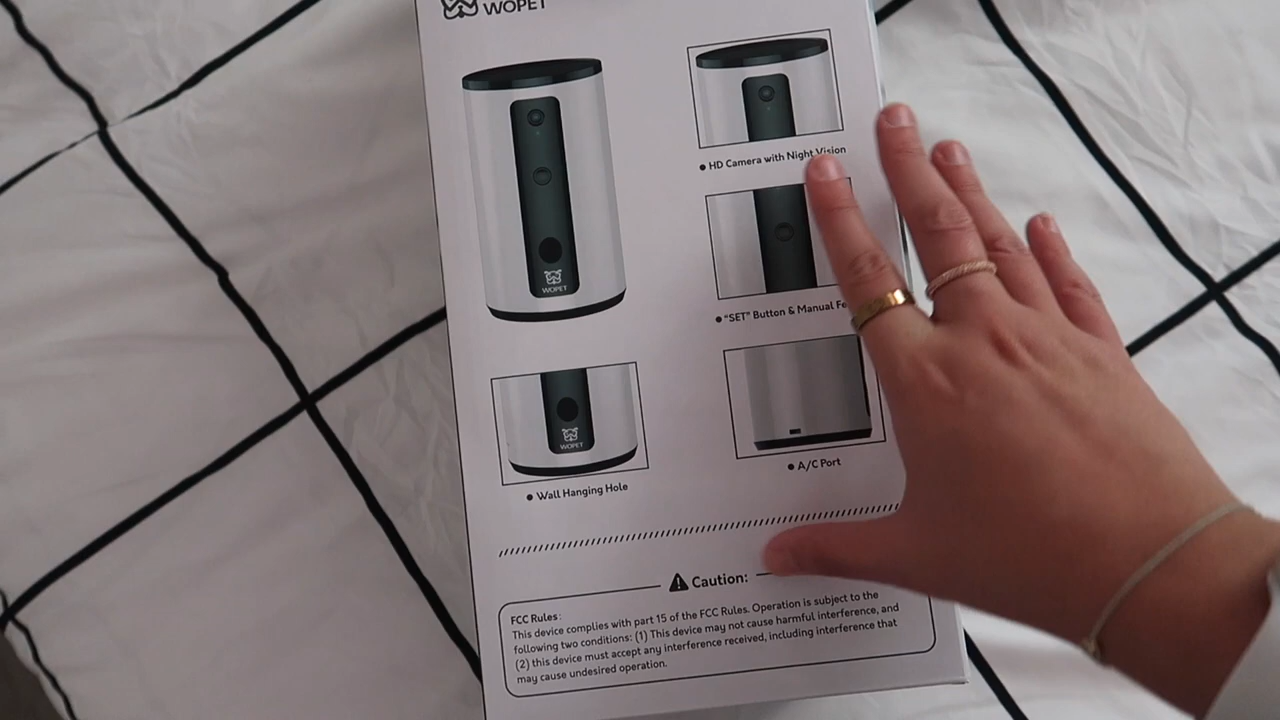 WOPET
WOPET
● HD Camera with Night Vision
● "SET" Button & Manual
WOPET
● Wall Hanging Hole
● A/C Port
Caution:
FCC Rules:
This device complies with part 15 of the FCC Rules. Operation is subject to the
following two conditions: (1) This device may not cause harmful interference, and
(2) this device must accept any interference received, including interference that
may cause undesired operation.